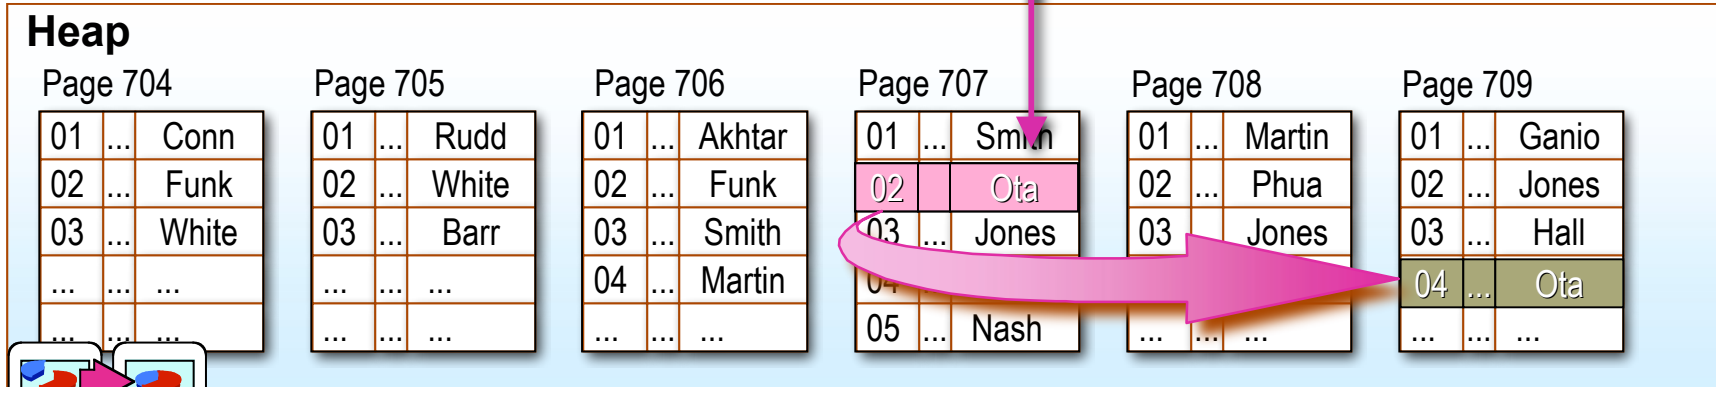 Heap
Page 704 Page 705 Page 706 Page 707 Page 708 Page 709
01 ... Conn 01 ... Rudd 01 ... Akhtar 01 ... Smith 01 ... Martin 01 ... Ganio
02 ... Funk 02 ... White 02 ... Funk 02 Ota 02 ... Phua 02 ... Jones
03 ... White 03 ... Barr 03 ... Smith 03 ... Jones 03 ... Jones 03 ... Hall
... ... ... ... ... ... 04 ... Martin 04 04 ... Ota
... ... ... ... ... ... ... ... ... 05 ... Nash ... ... ... ... ... ...